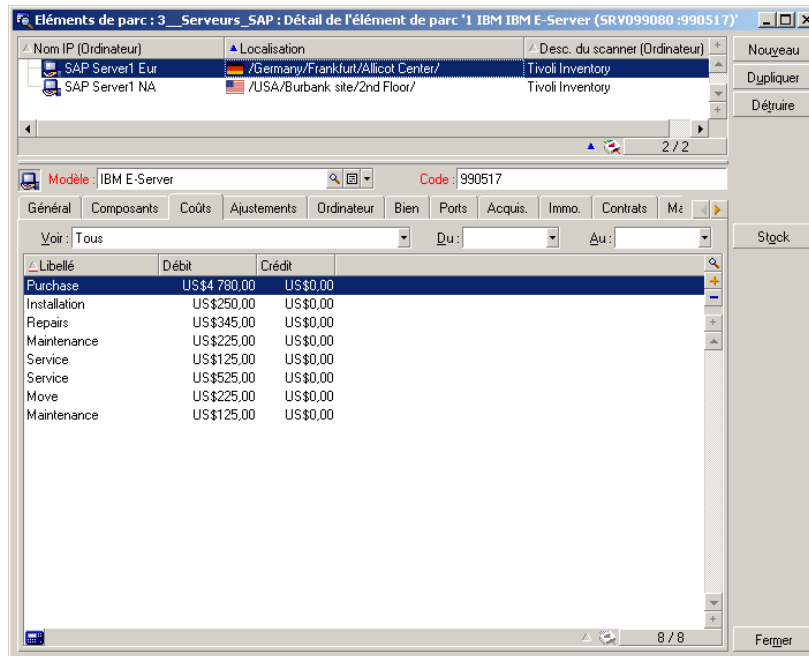 Eléments de parc : 3__Serveurs_SAP : Détail de l'élément de parc '1 IBM IBM E-Server (SRV099080 :990517)'
Nom IP (Ordinateur) Localisation Desc. du scanner (Ordinateur)
SAP Server1 Eur /Germany/Frankfurt/Allicot Center/ Tivoli Inventory
SAP Server1 NA /USA/Burbank site/2nd Floor/ Tivoli Inventory
2 / 2
Nouveau
Dupliquer
Détruire
Modèle : IBM E-Server Code : 990517
Général Composants Coûts Ajustements Ordinateur Bien Ports Acquis. Immo. Contrats Ma
Voir : Tous Du : Au :
Stock
Libellé Débit Crédit
Purchase US$4 780,00 US$0,00
Installation US$250,00 US$0,00
Repairs US$345,00 US$0,00
Maintenance US$225,00 US$0,00
Service US$125,00 US$0,00
Service US$525,00 US$0,00
Move US$225,00 US$0,00
Maintenance US$125,00 US$0,00
8 / 8
Fermer